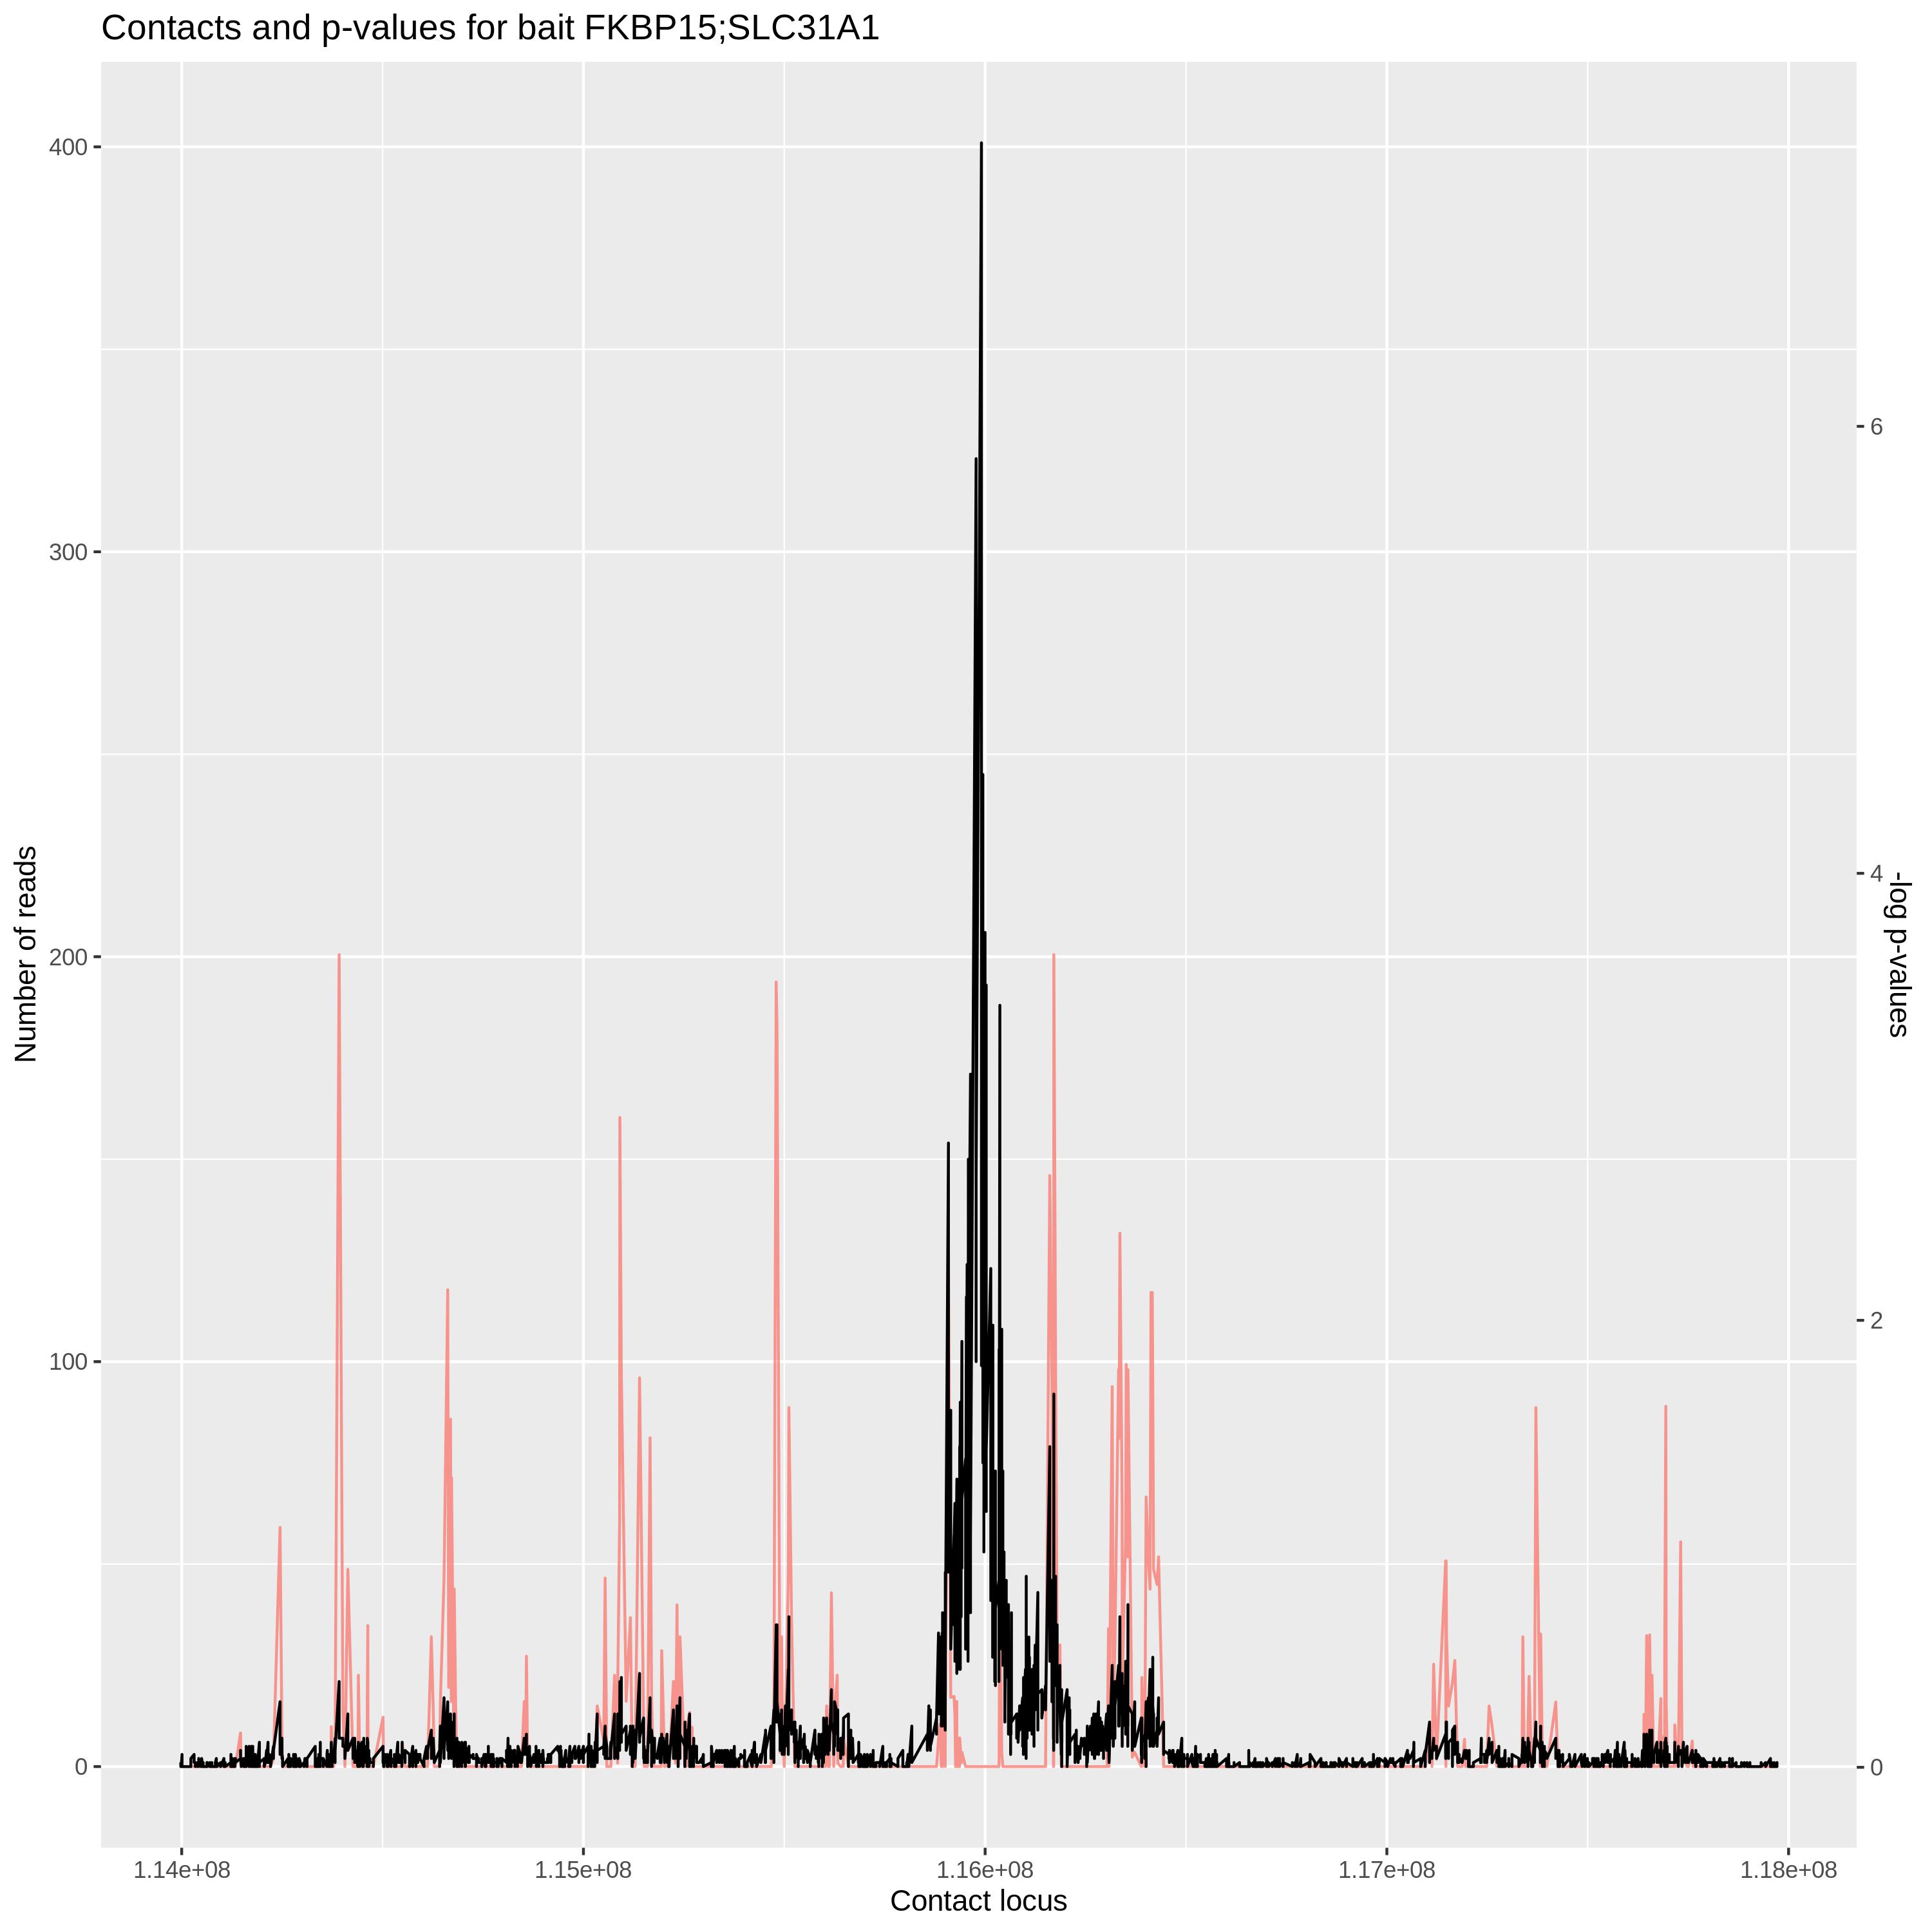 Contacts and p-values for bait FKBP15;SLC31A1
400
300
200
100
0
Number of reads
6
4
2
0
-log p-values
1.14e+08
1.15e+08
1.16e+08
1.17e+08
1.18e+08
Contact locus